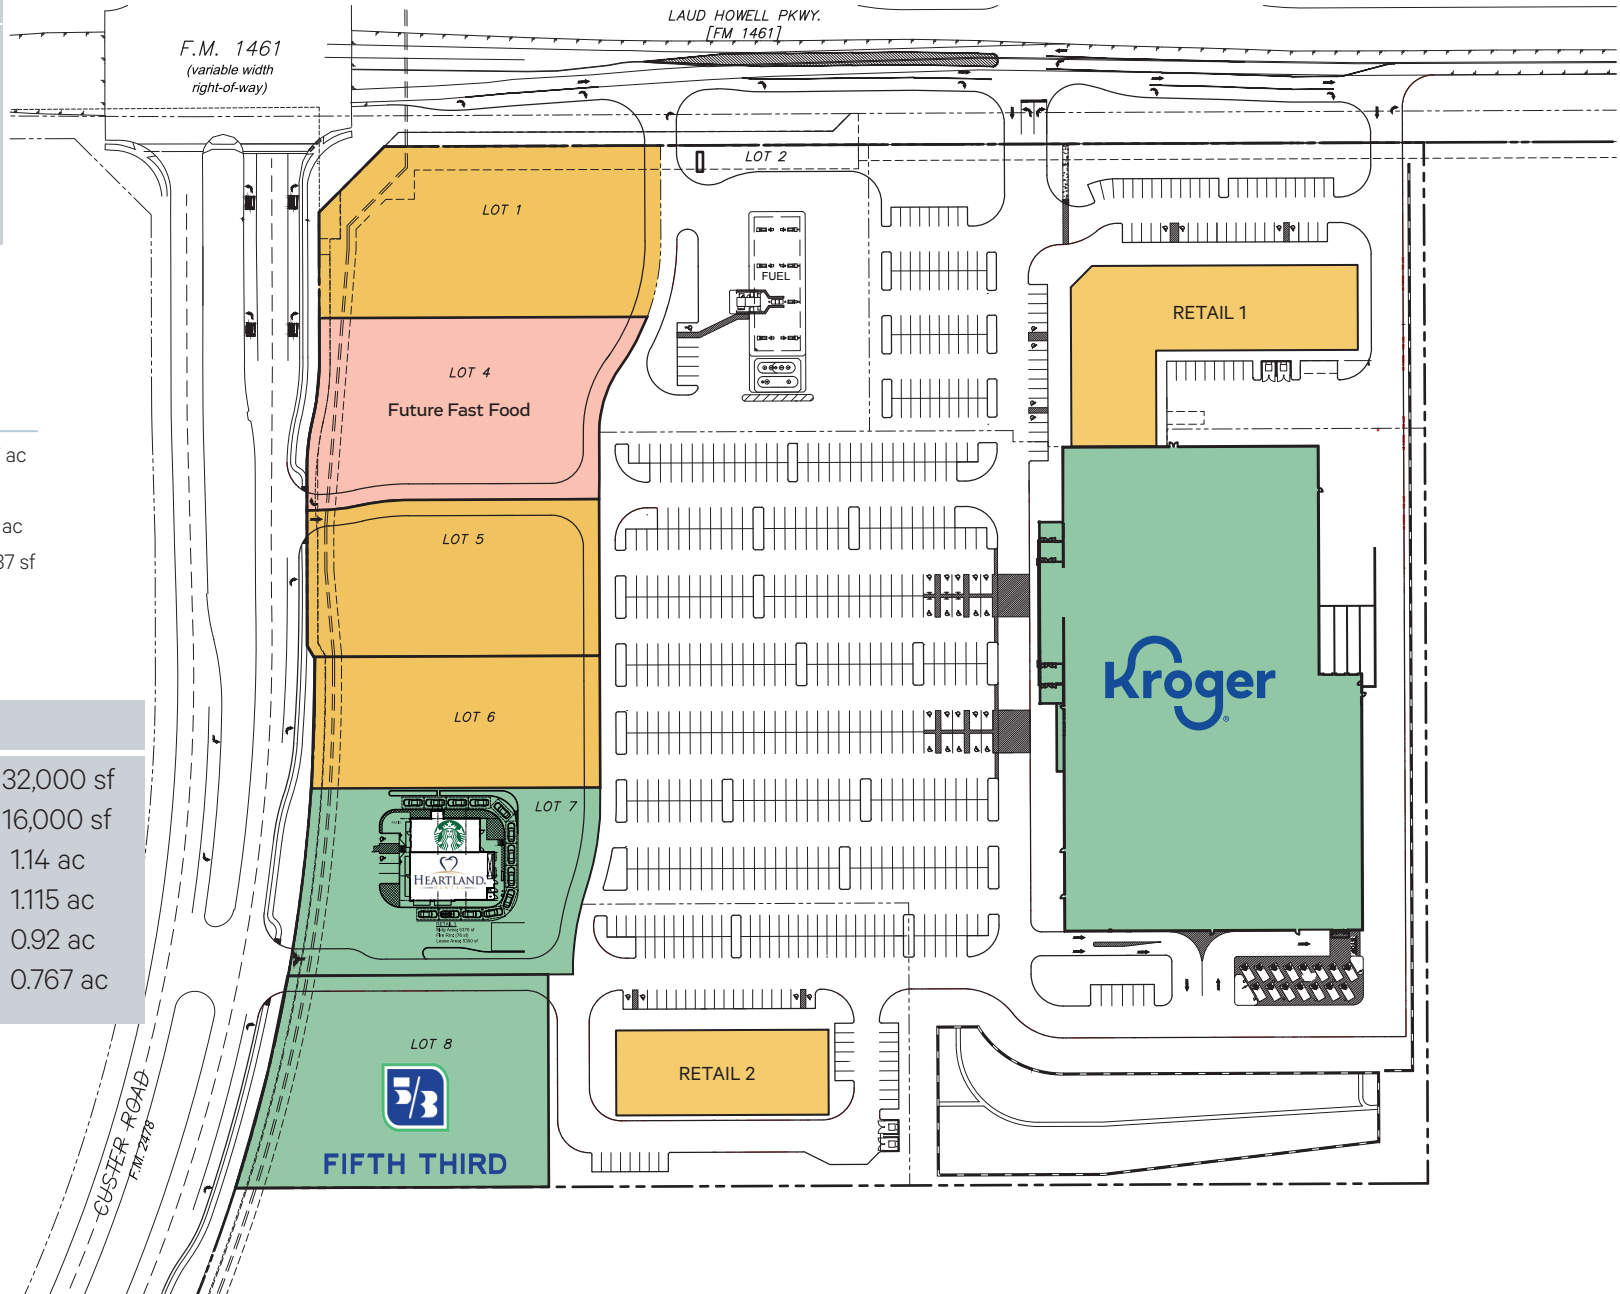 LAUD HOWELL PKWY.
[FM 1461]
F.M. 1461
(variable width
right-of-way)
LOT 2
LOT 1
FUEL
RETAIL 1
LOT 4
Future Fast Food
ac
ac
37 sf
LOT 5
LOT 6
Kroger
32,000 sf
16,000 sf
1.14 ac
1.115 ac
0.92 ac
0.767 ac
LOT 7
HEARTLAND
DENTAL
LOT 8
5/3
FIFTH THIRD
RETAIL 2
CUSTER ROAD
F.M. 2478